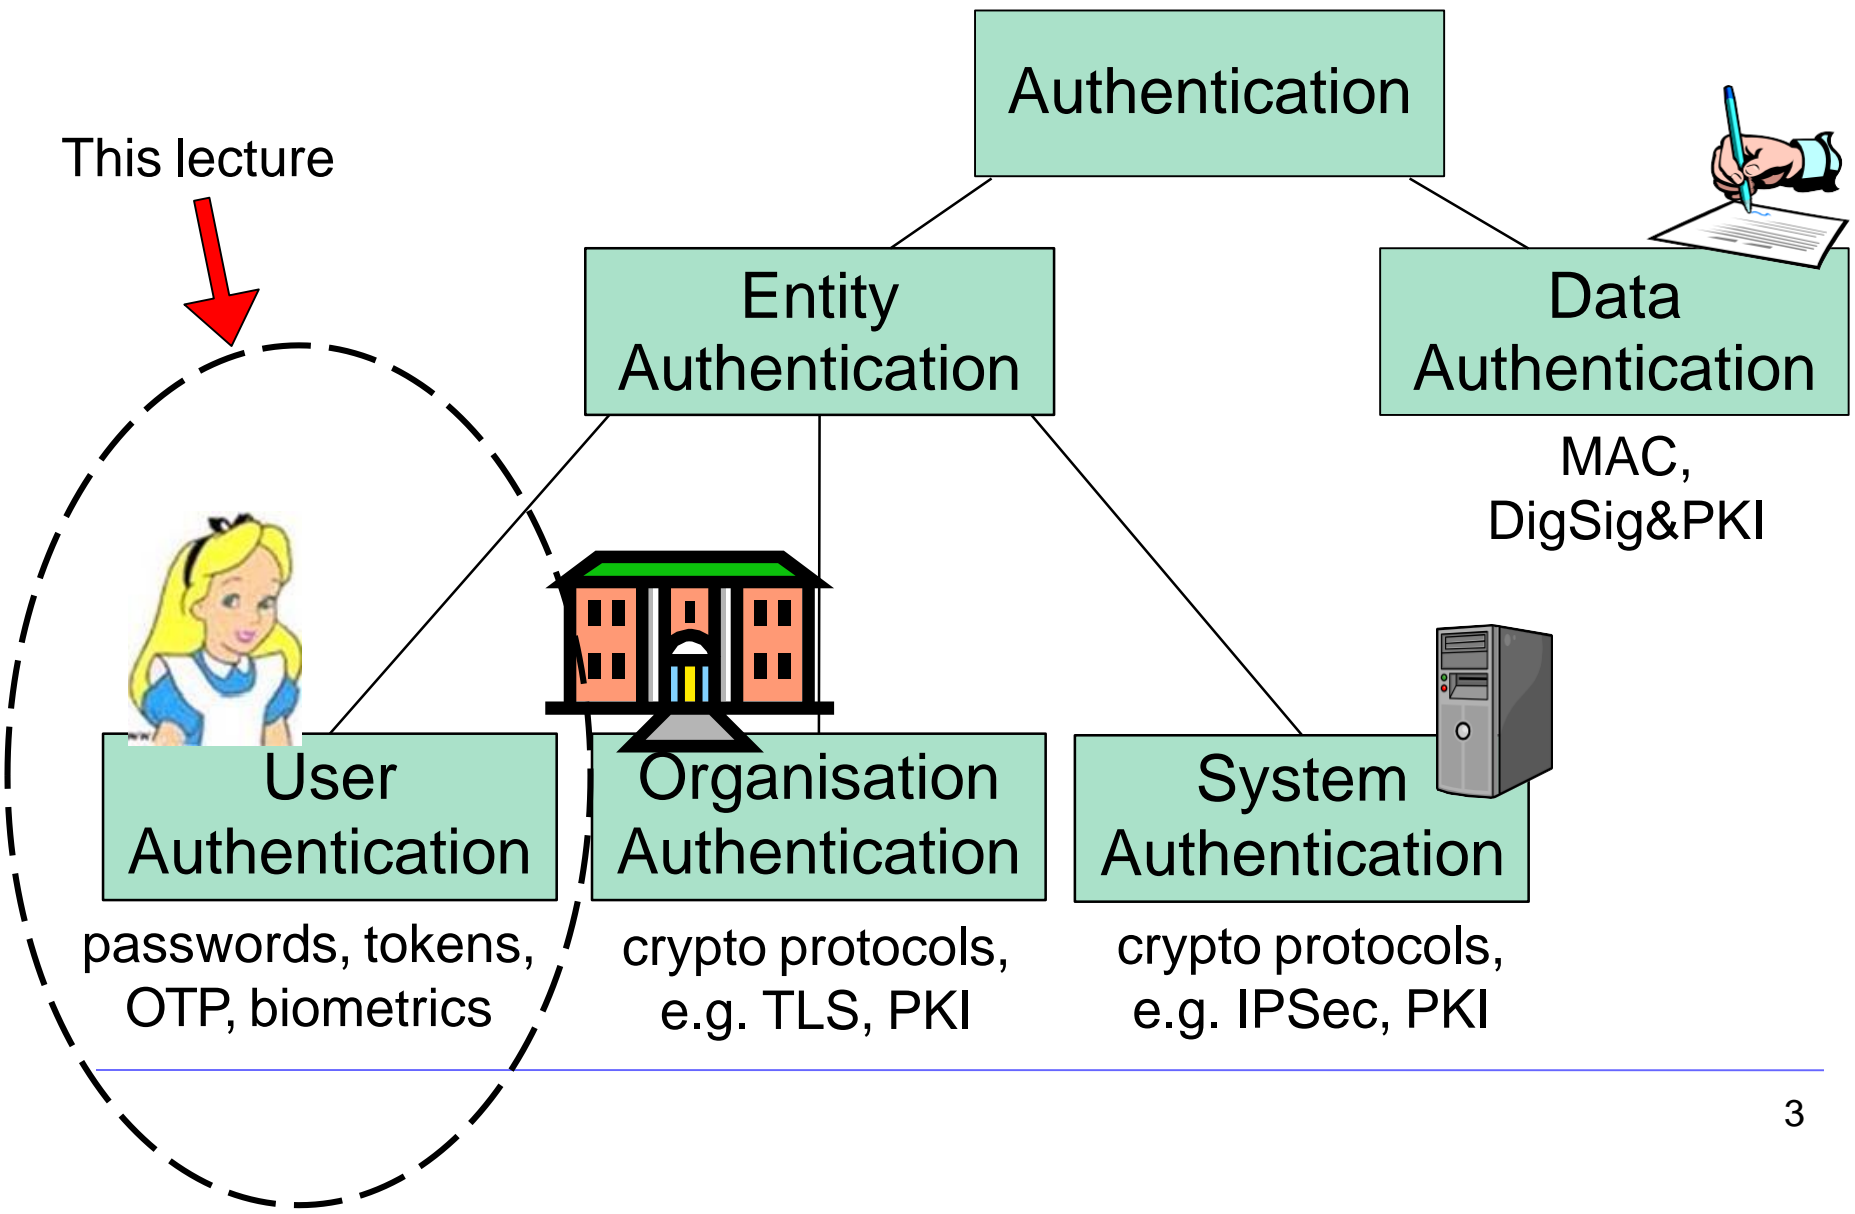 Authentication
This lecture
Entity
Authentication
Data
Authentication
MAC,
DigSig&PKI
User
Authentication
passwords, tokens,
OTP, biometrics
Organisation
Authentication
crypto protocols,
e.g. TLS, PKI
System
Authentication
crypto protocols,
e.g. IPSec, PKI
3